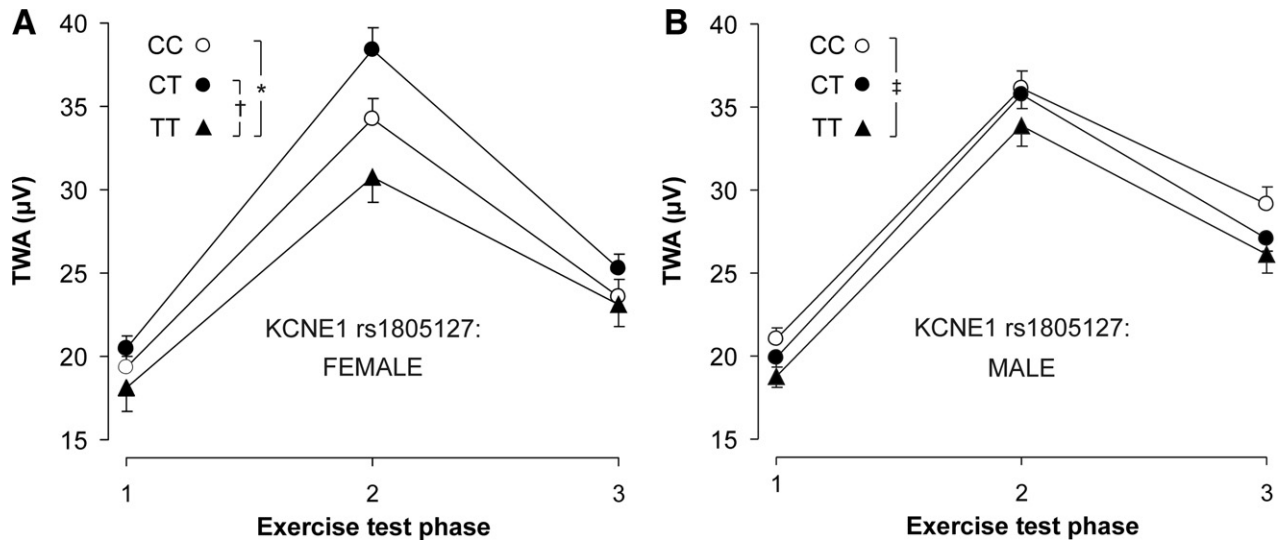 A
TWA (µV)
40
35
30
25
20
15
CC
CT
TT
†
*
KCNE1 rs1805127:
FEMALE
1 2 3
Exercise test phase
B
TWA (µV)
40
35
30
25
20
15
CC
CT
TT
‡
KCNE1 rs1805127:
MALE
1 2 3
Exercise test phase